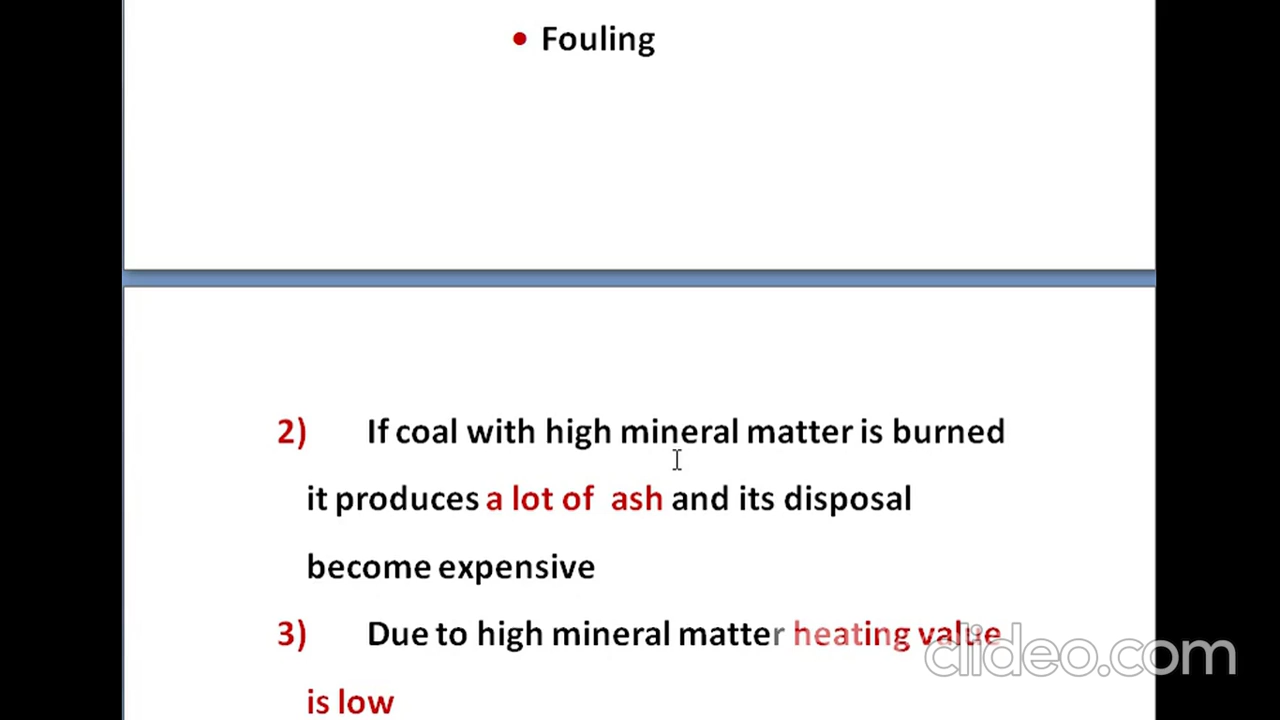 • Fouling
2) If coal with high mineral matter is burned
it produces a lot of ash and its disposal
become expensive
3) Due to high mineral matter heating value
is low
clideo.com